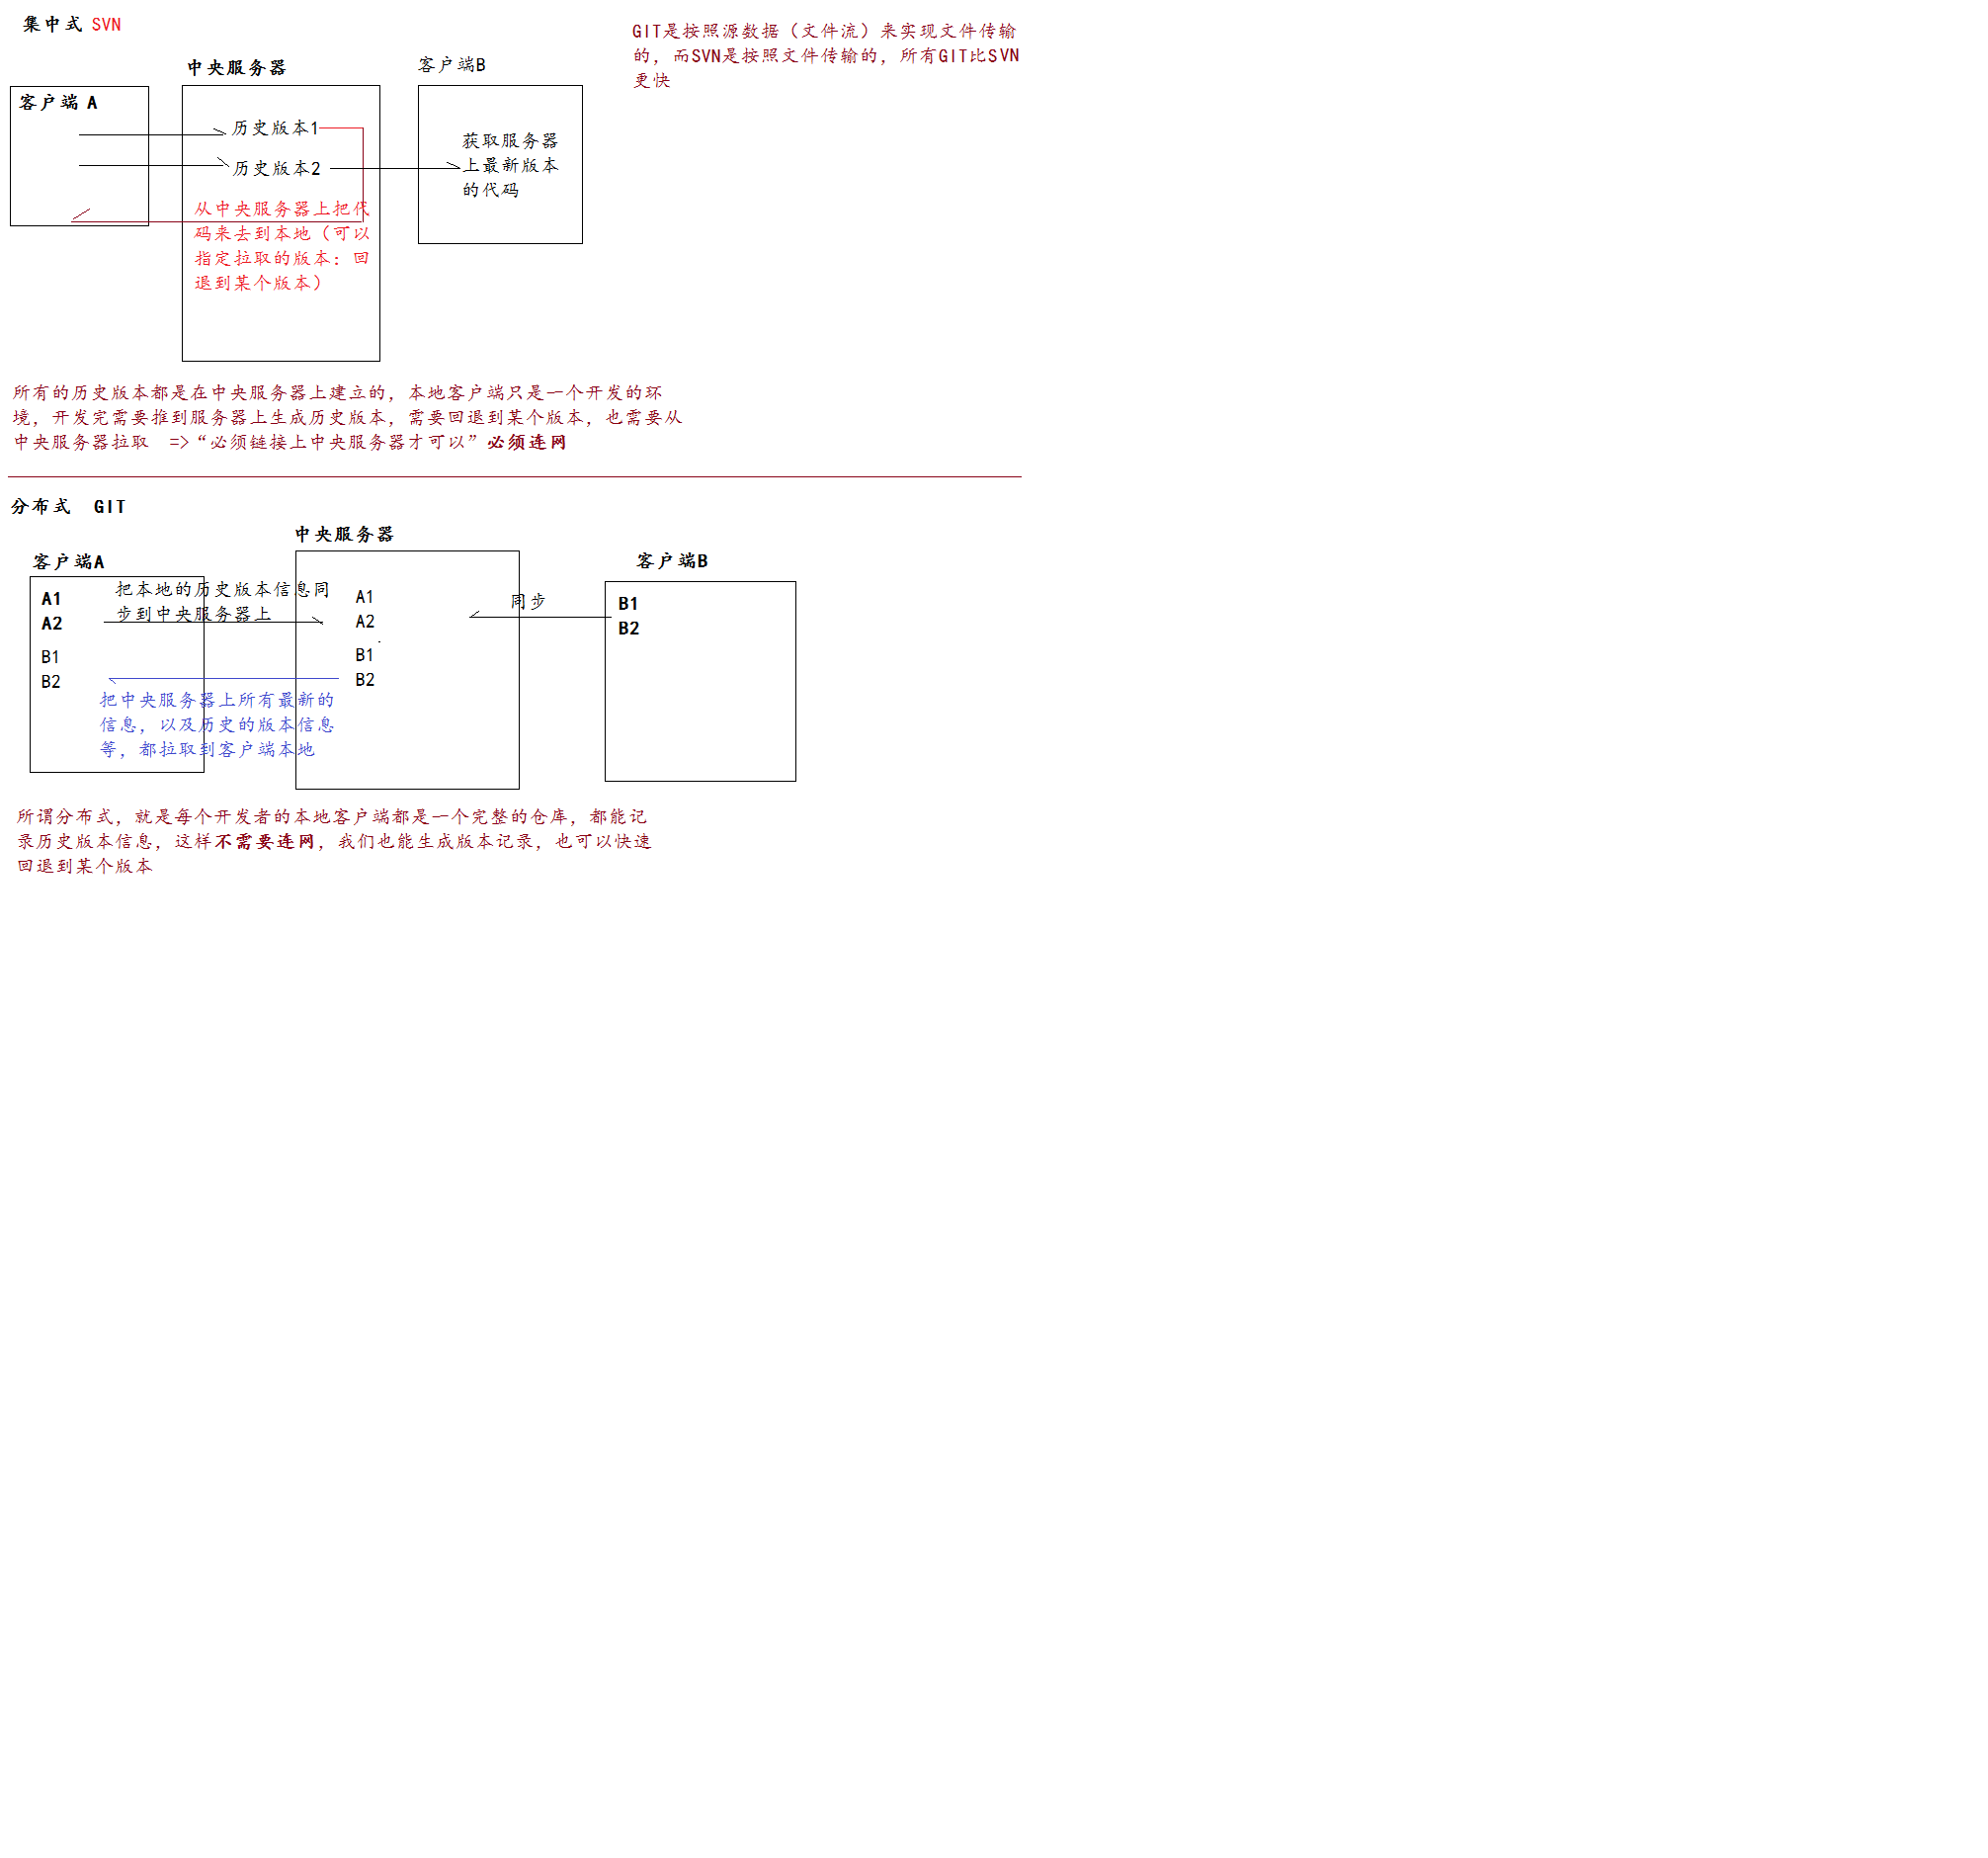 集中式 SVN
GIT是按照源数据（文件流）来实现文件传输
的，而SVN是按照文件传输的，所有GIT比SVN
更快
中央服务器
客户端B
客户端 A
历史版本1
历史版本2
获取服务器
上最新版本
的代码
从中央服务器上把代
码来去到本地（可以
指定拉取的版本：回
退到某个版本）
所有的历史版本都是在中央服务器上建立的，本地客户端只是一个开发的环
境，开发完需要推到服务器上生成历史版本，需要回退到某个版本，也需要从
中央服务器拉取 =>“必须链接上中央服务器才可以”必须连网
分布式 GIT
中央服务器
客户端A
客户端B
A1
A2
B1
B2
把本地的历史版本信息同
步到中央服务器上
A1
A2
B1
B2
同步
B1
B2
把中央服务器上所有最新的
信息，以及历史的版本信息
等，都拉取到客户端本地
所谓分布式，就是每个开发者的本地客户端都是一个完整的仓库，都能记
录历史版本信息，这样不需要连网，我们也能生成版本记录，也可以快速
回退到某个版本